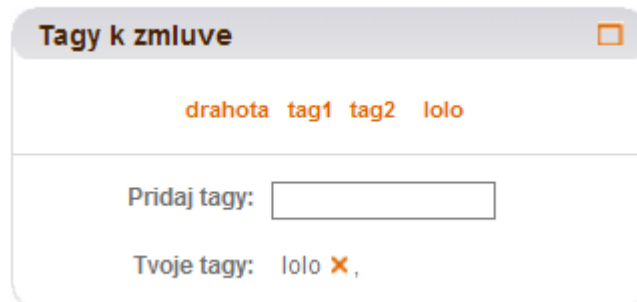 Tagy k zmluve
drahota tag1 tag2 lolo
Pridaj tagy:
Tvoje tagy: lolo ,